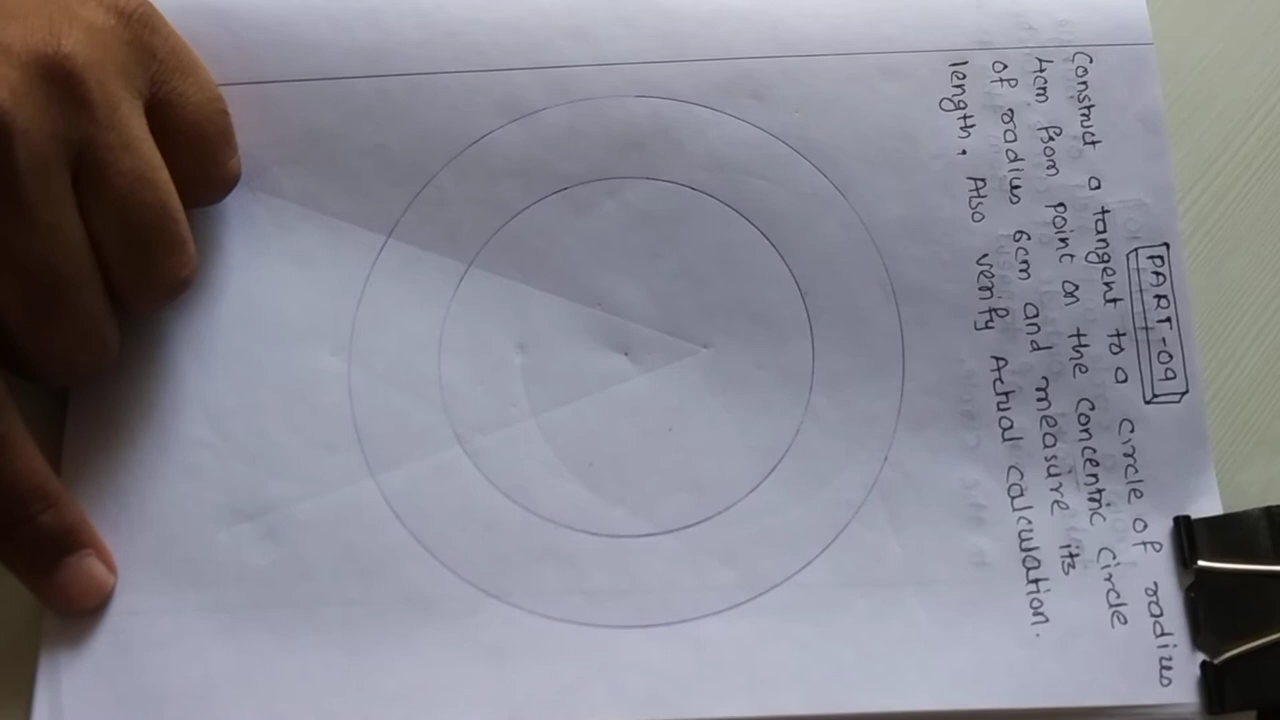 PART-09
Construct a tangent to a circle of radius
4cm from point on the concentric circle
of radius 6cm and measure its
length. Also verify Actual calculation.